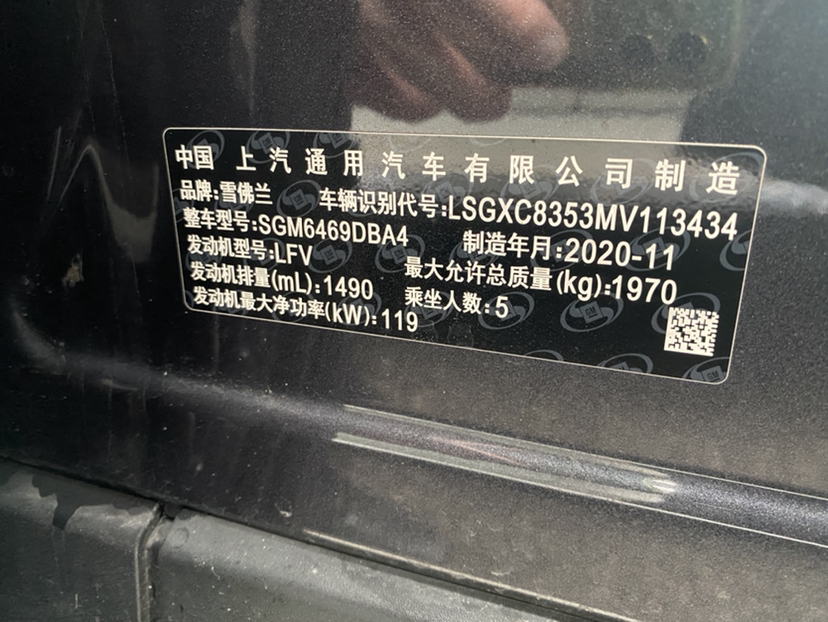 中国 上汽通用汽车有限公司制造
品牌:雪佛兰 车辆识别代号:LSGXC8353MV113434
整车型号:SGM6469DBA4 制造年月:2020-11
发动机型号:LFV 最大允许总质量(kg):1970
发动机排量(mL):1490 乘坐人数:5
发动机最大净功率(kW):119